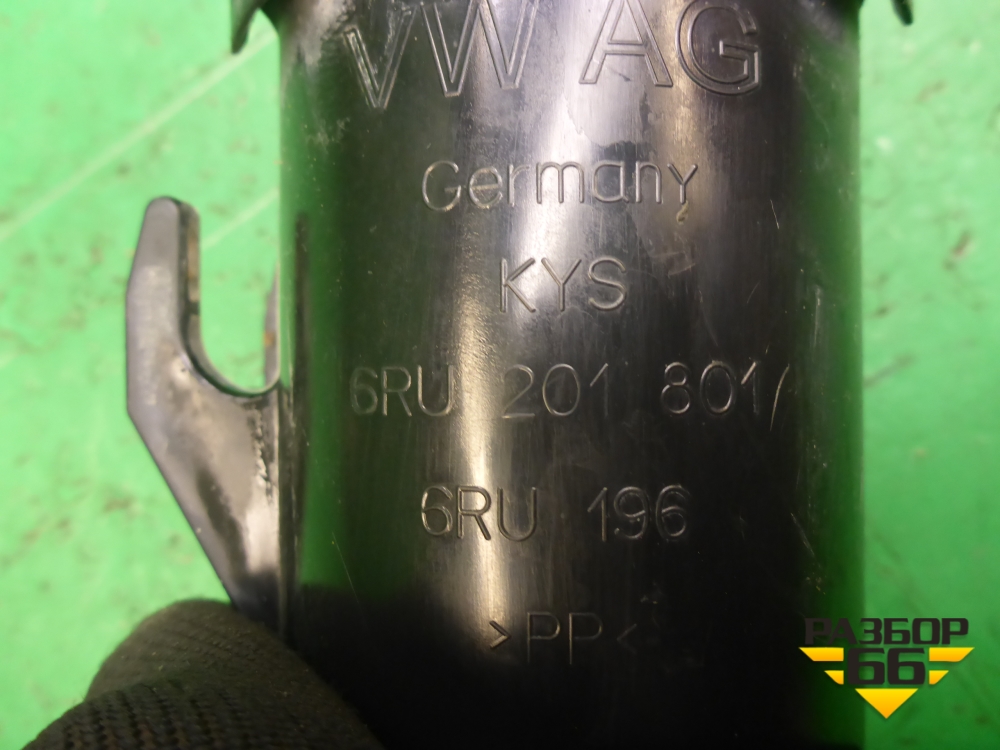 VW AG
Germany
KYS
6RU 201 801/
6RU 196
>PP<
РАЗБОР
66